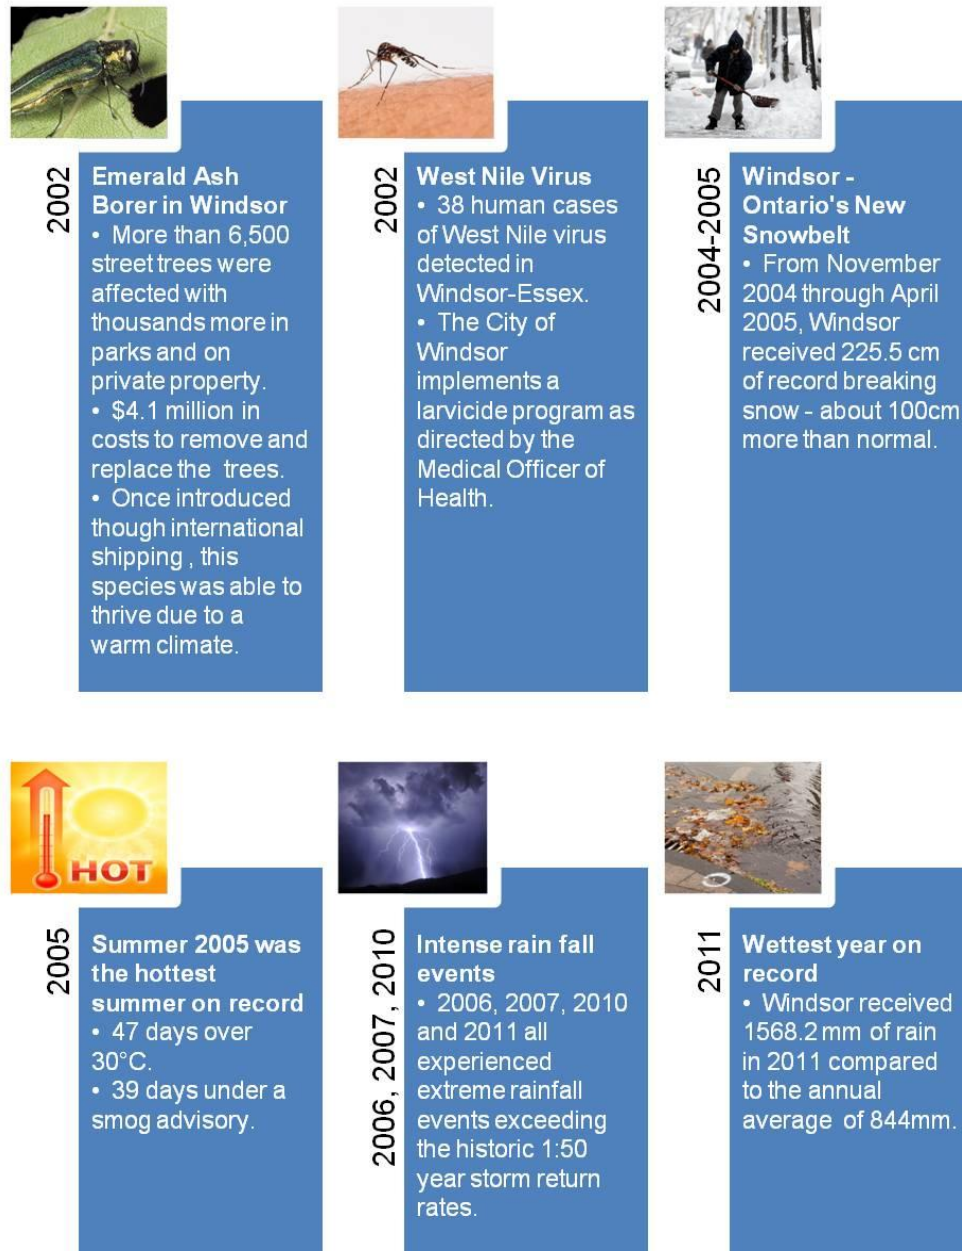 2002
Emerald Ash
Borer in Windsor
• More than 6,500
street trees were
affected with
thousands more in
parks and on
private property.
• $4.1 million in
costs to remove and
replace the trees.
• Once introduced
though international
shipping , this
species was able to
thrive due to a
warm climate.
2002
West Nile Virus
• 38 human cases
of West Nile virus
detected in
Windsor-Essex.
• The City of
Windsor
implements a
larvicide program as
directed by the
Medical Officer of
Health.
2004-2005
Windsor -
Ontario's New
Snowbelt
• From November
2004 through April
2005, Windsor
received 225.5 cm
of record breaking
snow - about 100cm
more than normal.
HOT
2005
Summer 2005 was
the hottest
summer on record
• 47 days over
30°C.
• 39 days under a
smog advisory.
2006, 2007, 2010
Intense rain fall
events
• 2006, 2007, 2010
and 2011 all
experienced
extreme rainfall
events exceeding
the historic 1:50
year storm return
rates.
2011
Wettest year on
record
• Windsor received
1568.2 mm of rain
in 2011 compared
to the annual
average of 844mm.